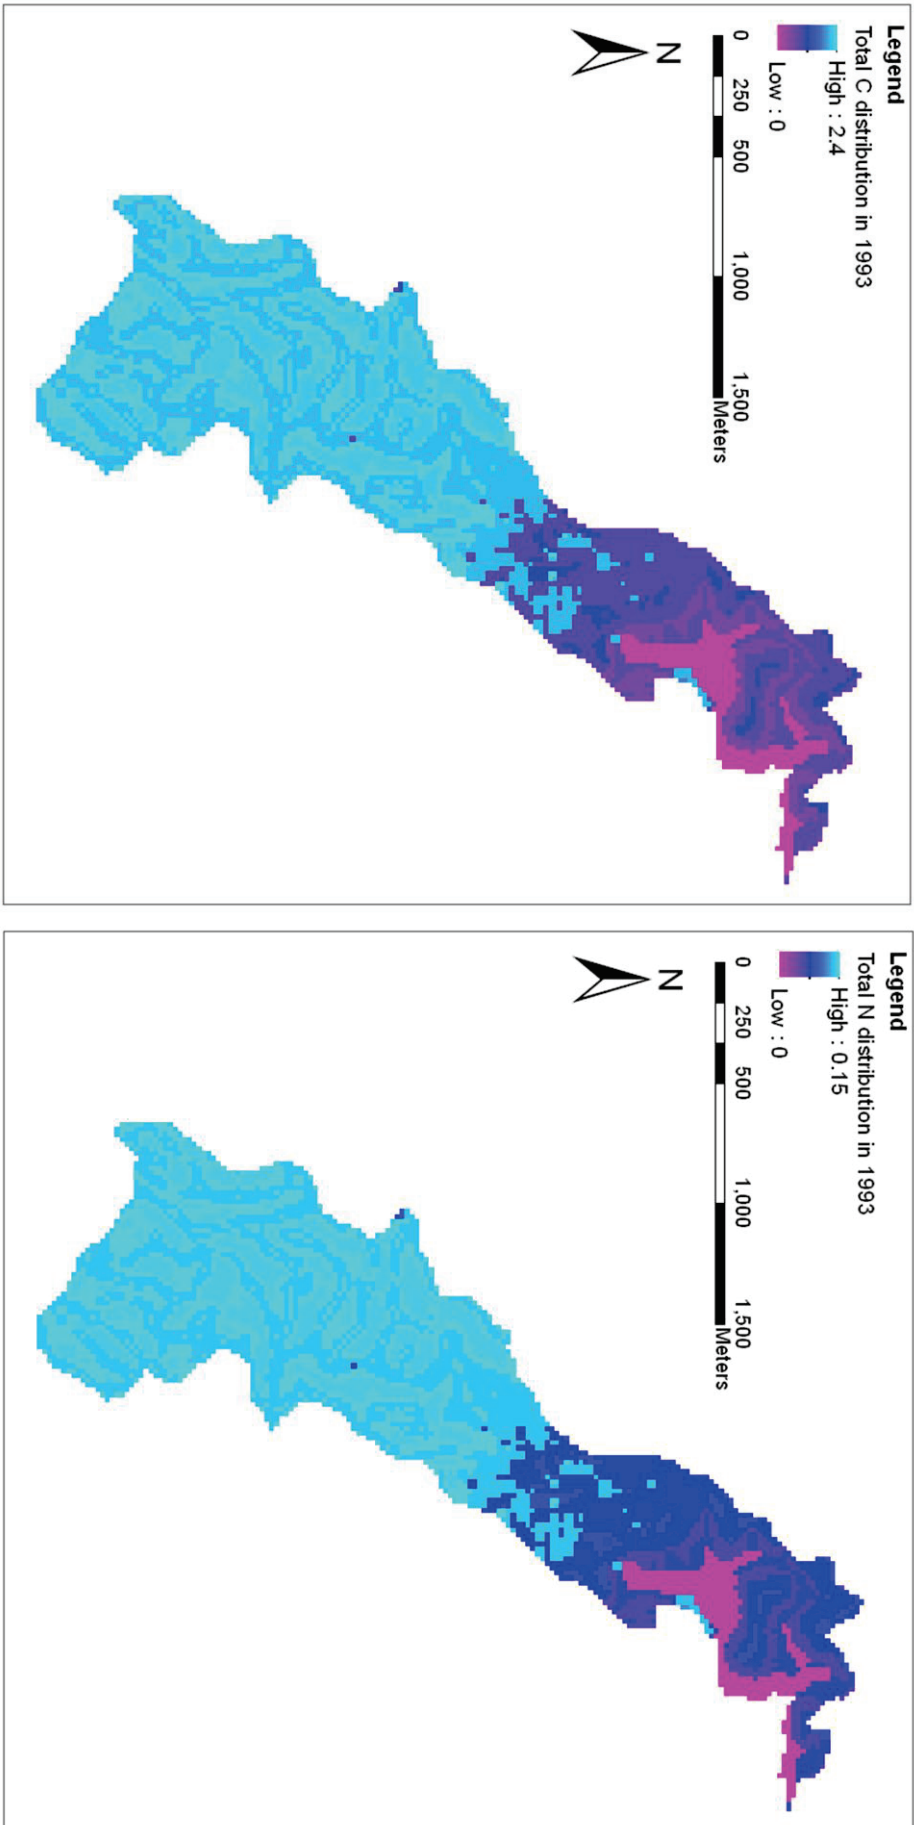 Legend
Total C distribution in 1993
High : 2.4
Low : 0
0 250 500 1,000 1,500
Meters
N
Legend
Total N distribution in 1993
High : 0.15
Low : 0
0 250 500 1,000 1,500
Meters
N